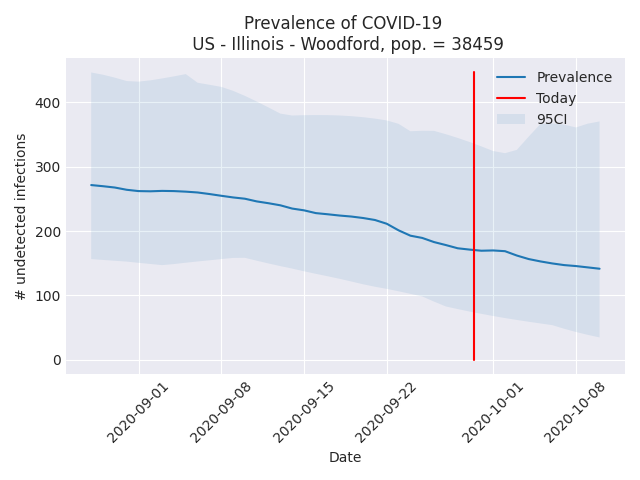 Prevalence of COVID-19
US - Illinois - Woodford, pop. = 38459
Prevalence
Today
95CI
# undetected infections
400
300
200
100
0
2020-09-01
2020-09-08
2020-09-15
2020-09-22
2020-10-01
2020-10-08
Date